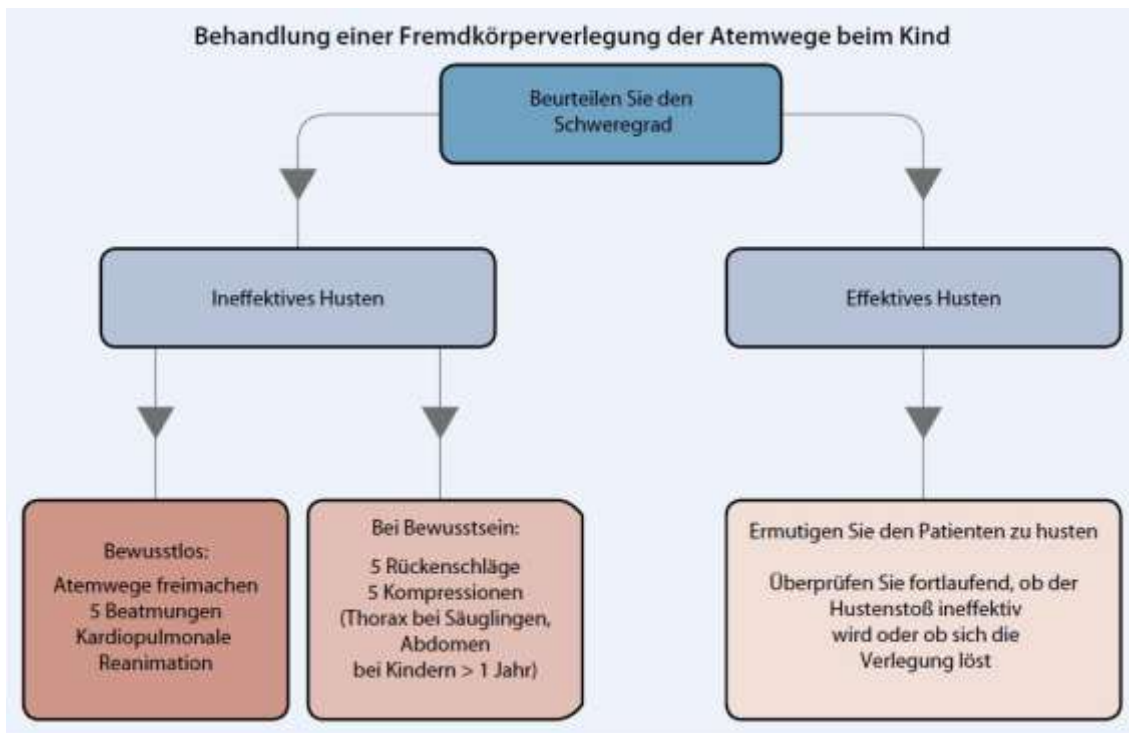 Behandlung einer Fremdkörperverlegung der Atemwege beim Kind
Beurteilen Sie den
Schweregrad
Ineffektives Husten
Effektives Husten
Bewusstlos:
Atemwege freimachen
5 Beatmungen
Kardiopulmonale
Reanimation
Bei Bewusstsein:
5 Rückenschläge
5 Kompressionen
(Thorax bei Säuglingen,
Abdomen
bei Kindern > 1 Jahr)
Ermutigen Sie den Patienten zu husten
Überprüfen Sie fortlaufend, ob der
Hustenstoß ineffektiv
wird oder ob sich die
Verlegung löst